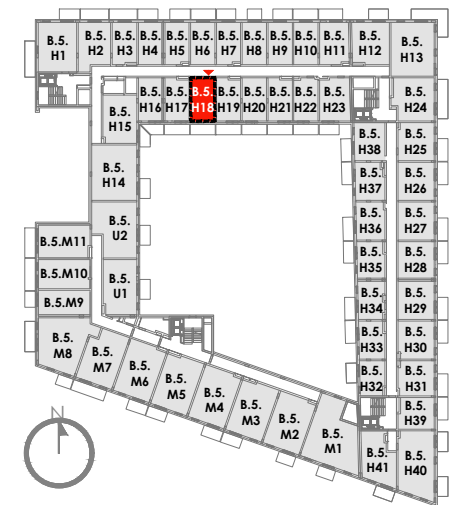 B.5.
H1
B.5.
H2
B.5.
H3
B.5.
H4
B.5.
H5
B.5.
H6
B.5.
H7
B.5.
H8
B.5.
H9
B.5.
H10
B.5.
H11
B.5.
H12
B.5.
H13
B.5.
H15
B.5.
H16
B.5.
H17
B.5.
H18
B.5.
H19
B.5.
H20
B.5.
H21
B.5.
H22
B.5.
H23
B.5.
H24
B.5.
H38
B.5.
H25
B.5.
H14
B.5.
H37
B.5.
H26
B.5.
U2
B.5.
H36
B.5.
H27
B.5.M11
B.5.
H35
B.5.
H28
B.5.M10
B.5.
U1
B.5.
H34
B.5.
H29
B.5.M9
B.5.
H33
B.5.
H30
B.5.
M8
B.5.
M7
B.5.
M6
B.5.
M5
B.5.
M4
B.5.
M3
B.5.
M2
B.5.
M1
B.5.
H32
B.5.
H31
B.5.
H39
B.5.
H41
B.5.
H40
N